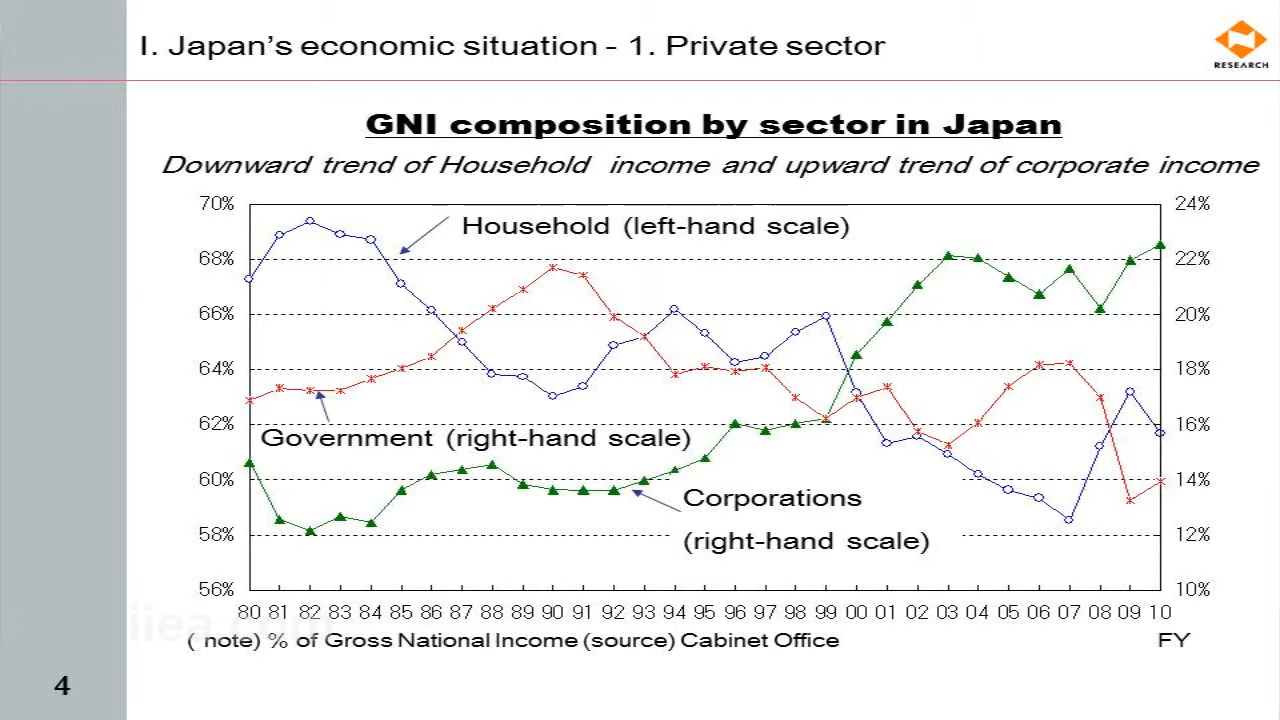 I. Japan's economic situation - 1. Private sector
RESEARCH
GNI composition by sector in Japan
Downward trend of Household income and upward trend of corporate income
70% 24%
Household (left-hand scale)
68% 22%
66% 20%
64% 18%
62% 16%
Government (right-hand scale)
60% 14%
Corporations
(right-hand scale)
58% 12%
56% 10%
80 81 82 83 84 85 86 87 88 89 90 91 92 93 94 95 96 97 98 99 00 01 02 03 04 05 06 07 08 09 10
iiea.com
( note) % of Gross National Income (source) Cabinet Office FY
4